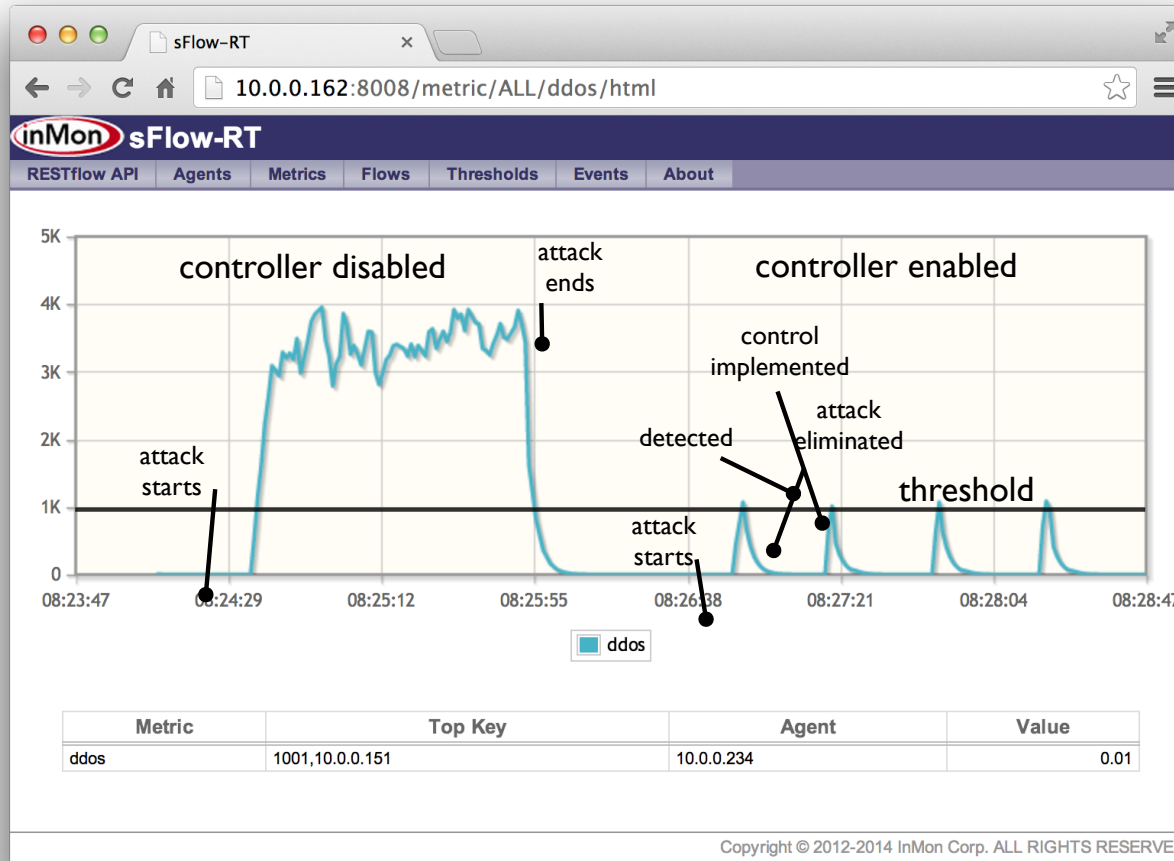 sFlow-RT
10.0.0.162:8008/metric/ALL/ddos/html
inMon sFlow-RT
RESTflow API Agents Metrics Flows Thresholds Events About
5K
4K
3K
2K
1K
0
controller disabled
attack
ends
controller enabled
control
implemented
attack
eliminated
detected
attack
starts
threshold
attack
starts
08:23:47 08:24:29 08:25:12 08:25:55 08:26:38 08:27:21 08:28:04 08:28:47
ddos
Metric Top Key Agent Value
ddos 1001,10.0.0.151 10.0.0.234 0.01
Copyright © 2012-2014 InMon Corp. ALL RIGHTS RESERVE